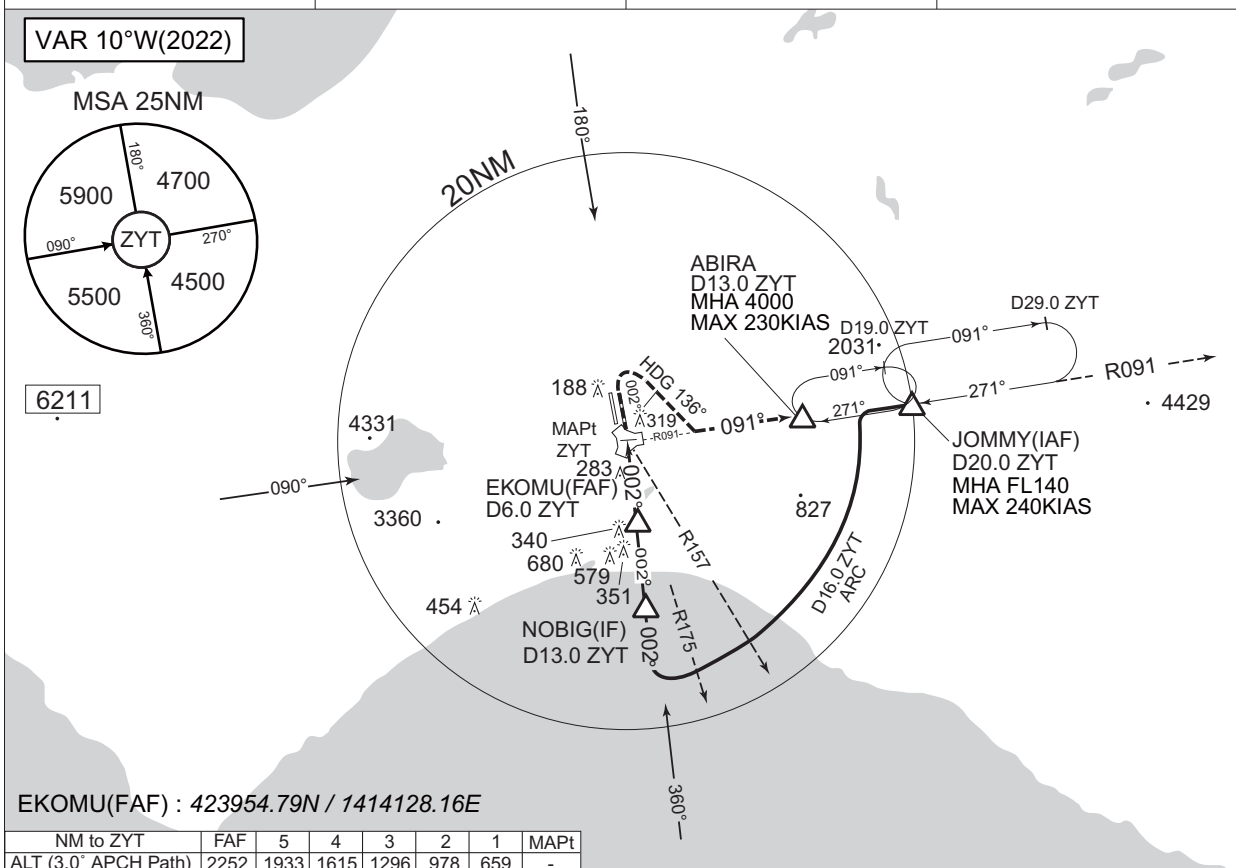 VAR 10°W(2022)
MSA 25NM
180°
5900
4700
ZYT
090°
270°
5500
4500
360°
6211
180°
20NM
ABIRA
D13.0 ZYT
MHA 4000
MAX 230KIAS
D19.0 ZYT
2031
D29.0 ZYT
091°
091°
271°
271°
R091
4429
JOMMY(IAF)
D20.0 ZYT
MHA FL140
MAX 240KIAS
188
002°
HDG 136°
319
091°
R091
MAPt
ZYT
4331
090°
283
002°
EKOMU(FAF)
D6.0 ZYT
3360
340
680
579
351
002°
454
827
R157
D16.0 ZYT
ARC
NOBIG(IF)
D13.0 ZYT
002°
R175
360°
EKOMU(FAF) : 423954.79N / 1414128.16E
NM to ZYT FAF 5 4 3 2 1 MAPt
ALT (3.0° APCH Path) 2252 1933 1615 1296 978 659 -